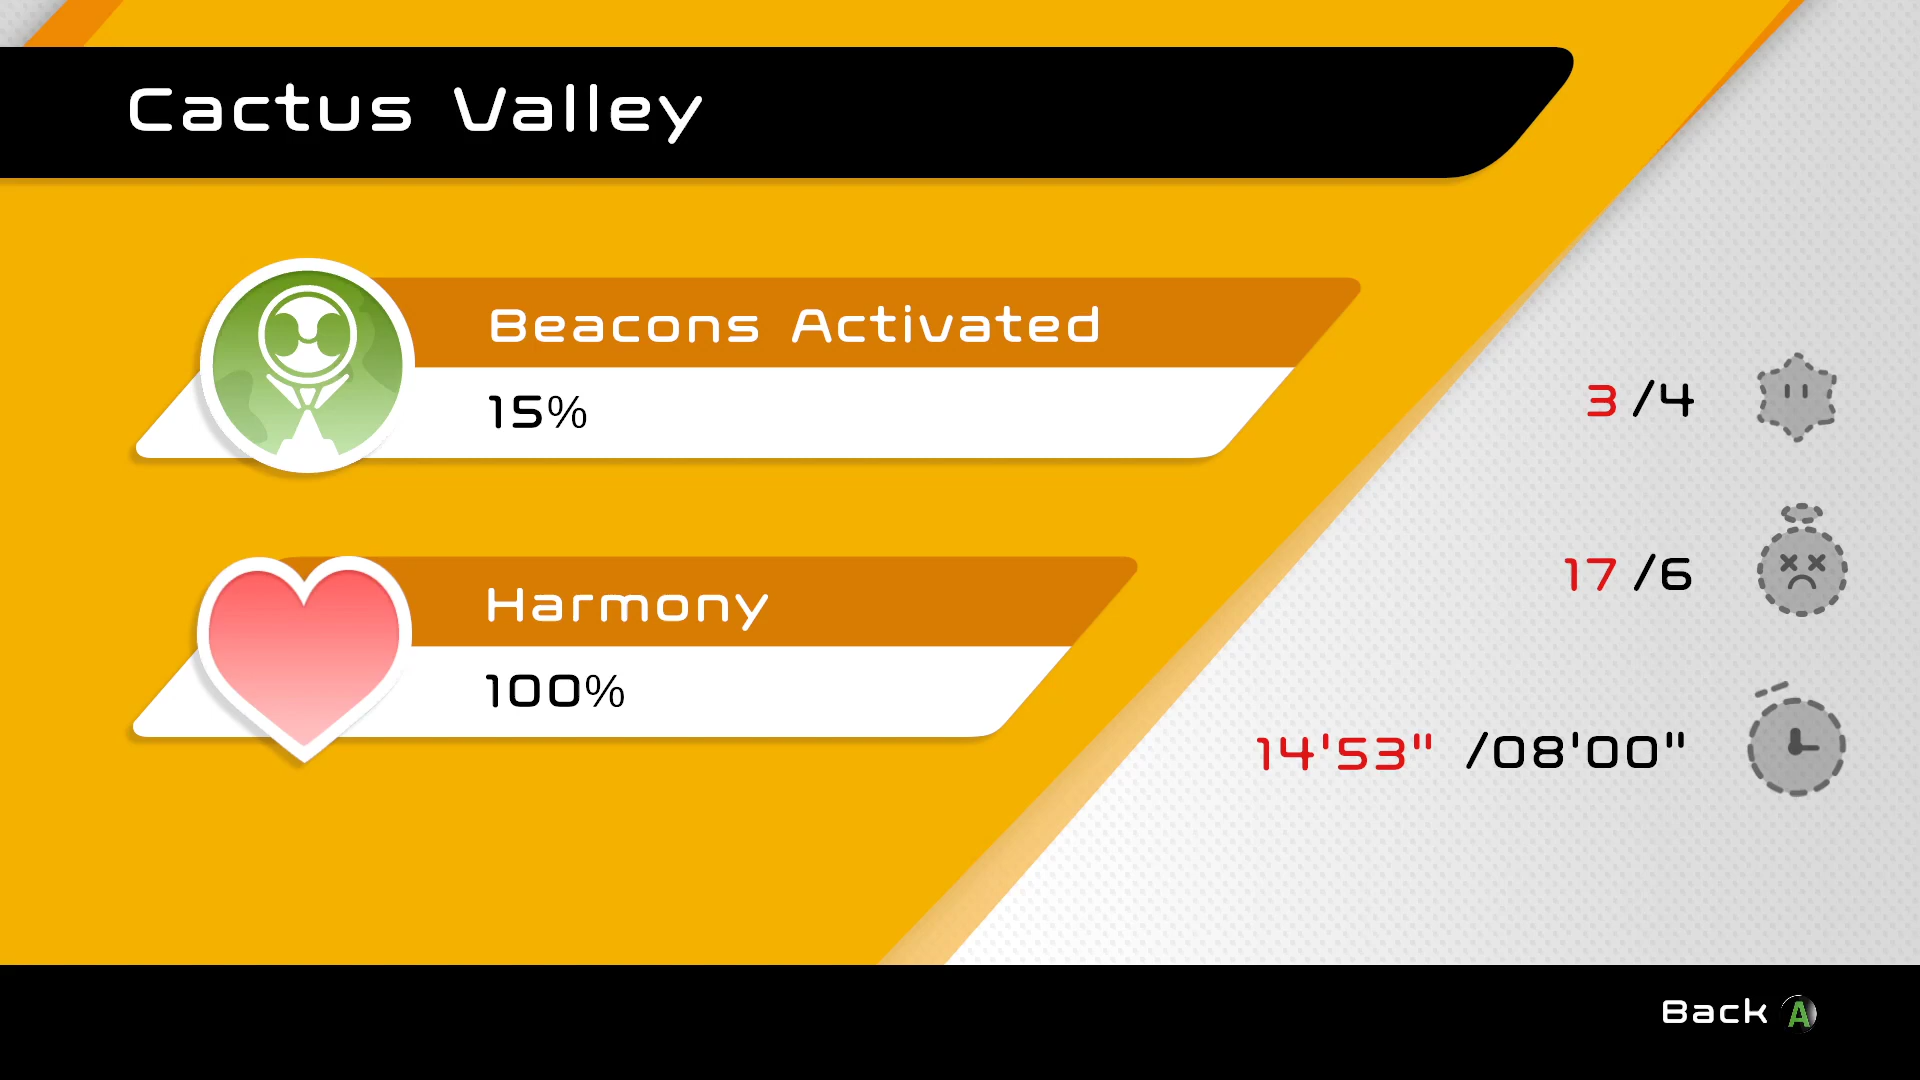 Cactus Valley
Beacons Activated
15%
Harmony
100%
3 /4
17 /6
14'53" /08'00"
Back A